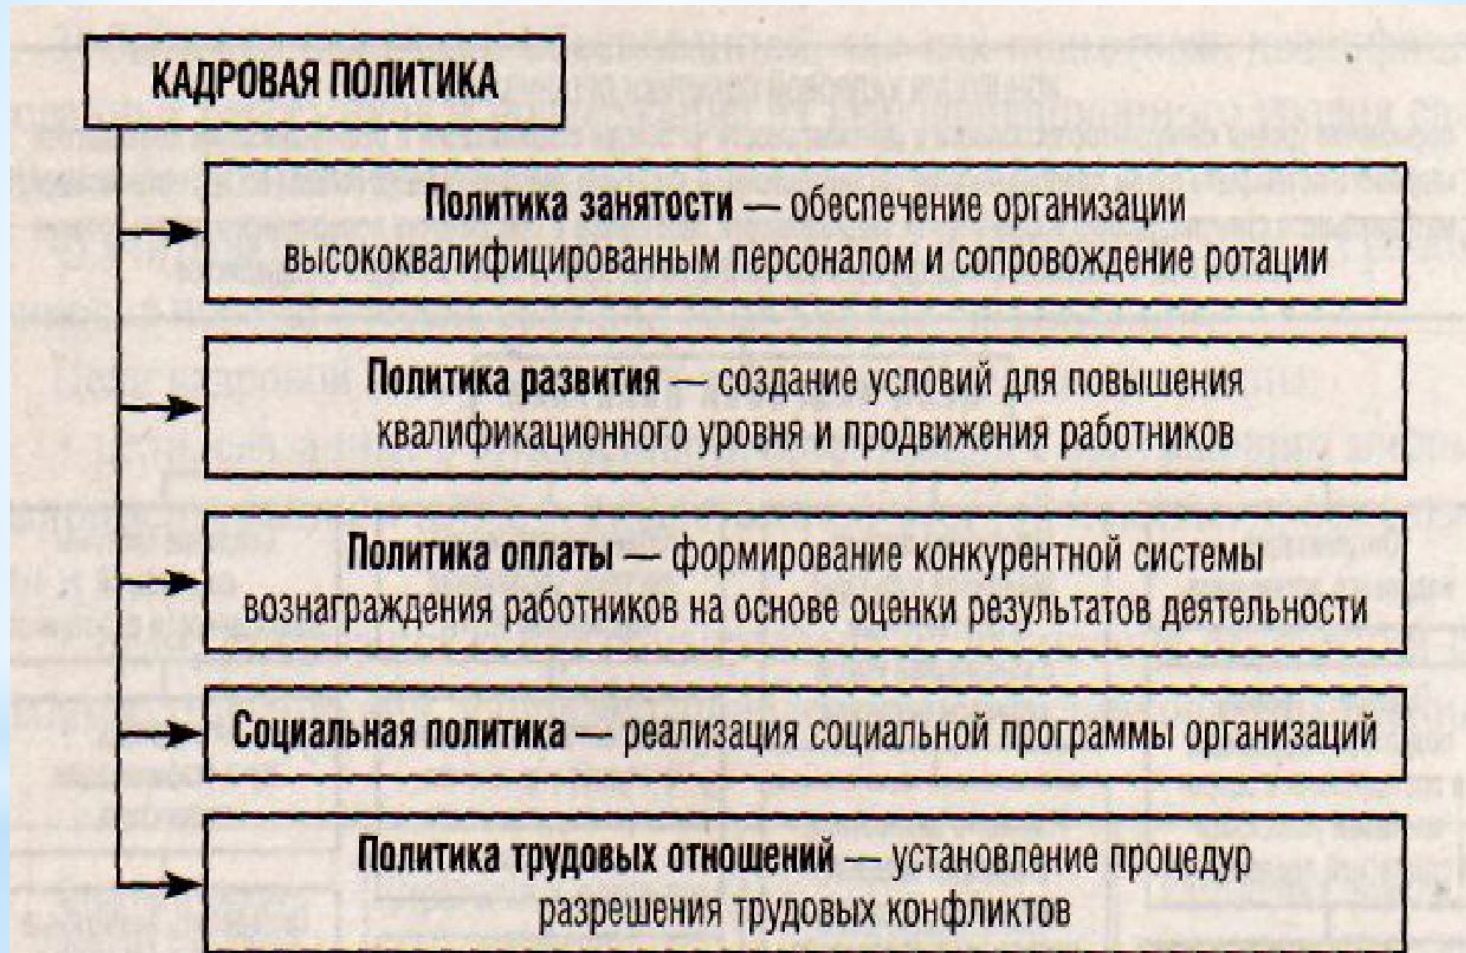 КАДРОВАЯ ПОЛИТИКА
Политика занятости — обеспечение организации
высококвалифицированным персоналом и сопровождение ротации
Политика развития — создание условий для повышения
квалификационного уровня и продвижения работников
Политика оплаты — формирование конкурентной системы
вознаграждения работников на основе оценки результатов деятельности
Социальная политика — реализация социальной программы организаций
Политика трудовых отношений — установление процедур
разрешения трудовых конфликтов